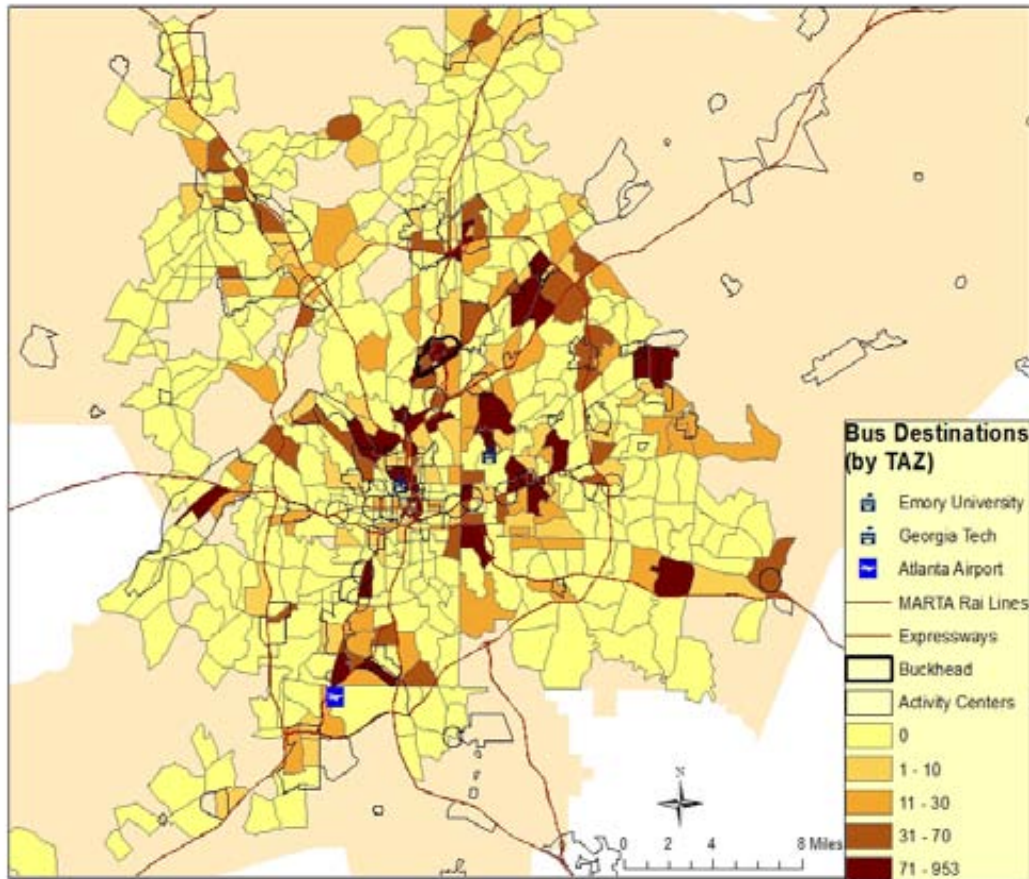 Bus Destinations
(by TAZ)
Emory University
Georgia Tech
Atlanta Airport
MARTA Rai Lines
Expressways
Buckhead
Activity Centers
0
1 - 10
11 - 30
31 - 70
71 - 953
N
0 2 4 8 Miles